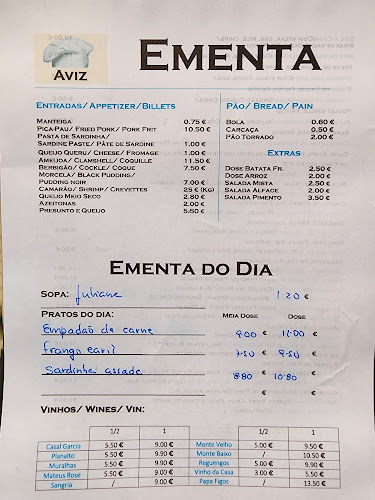 AVIZ
EMENTA
ENTRADAS/ APPETIZER/ BILLETS
MANTEIGA 0.75 €
PICA-PAU/ FRIED PORK/ PORK FRIT 10.50 €
PASTA DE SARDINHA/
SARDINE PASTE/ PÂTE DE SARDINE 1.00 €
QUEIJO QUERU/ CHEESE/ FROMAGE 1.00 €
AMEIJOA/ CLAMSHELL/ COQUILLE 11.50 €
BERBIGÃO/ COCKLE/ COQUE 7.50 €
MORCELA/ BLACK PUDDING/
PUDDING NOIR 7.00 €
CAMARÃO/ SHRIMP/ CREVETTES 25 € (KG)
QUEIJO MEIO SECO 2.80 €
AZEITONAS 2.00 €
PRESUNTO E QUEIJO 5.50 €
PÃO/ BREAD/ PAIN
BOLA 0.60 €
CARCAÇA 0.50 €
PÃO TORRADO 2.00 €
EXTRAS
DOSE BATATA FR. 2.50 €
DOSE ARROZ 2.00 €
SALADA MISTA 2.50 €
SALADA ALFACE 2.00 €
SALADA PIMENTO 3.50 €
EMENTA DO DIA
SOPA: Juliana 1.20 €
PRATOS DO DIA: MEIA DOSE DOSE
Empadão de carne 9.00 € 11.00 €
Frango caril 7.50 € 9.50 €
Sardinha assada 8.80 € 10.80 €
VINHOS/ WINES/ VIN:
1/2 1
Casal Garcia 5.50 € 9.00 €
Planalto 5.50 € 9.90 €
Muralhas 5.50 € 9.90 €
Mateus Rose 5.50 € 9.00 €
Sangria / 9.00 €
1/2 1
Monte Velho 5.00 € 9.50 €
Monte Baixo / 10.50 €
Reguengos 5.00 € 9.90 €
Vinho da Casa 3.00 € 5.50 €
Papa Figos / 13.50 €